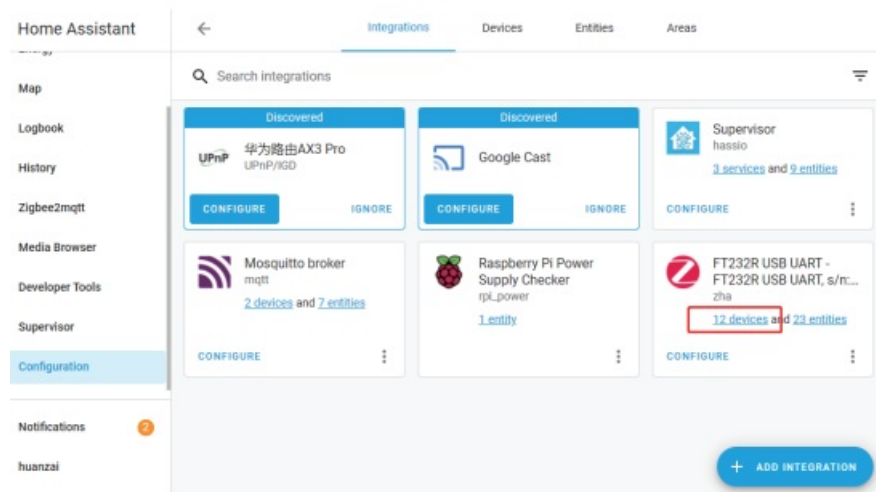 Home Assistant
Integrations
Devices
Entities
Areas
Search integrations
Energy
Map
Logbook
History
Zigbee2mqtt
Media Browser
Developer Tools
Supervisor
Configuration
Notifications
2
huanzai
Discovered
UPnP
华为路由AX3 Pro
UPnP/IGD
CONFIGURE
IGNORE
Discovered
Google Cast
CONFIGURE
IGNORE
Supervisor
hassio
3 services and 9 entities
CONFIGURE
Mosquitto broker
mqtt
2 devices and 7 entities
CONFIGURE
Raspberry Pi Power
Supply Checker
rpi_power
1 entity
FT232R USB UART -
FT232R USB UART, s/n:...
zha
12 devices and 23 entities
CONFIGURE
+ ADD INTEGRATION